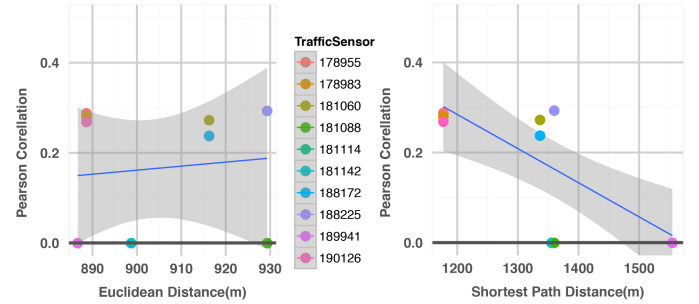 TrafficSensor
178955
178983
181060
181088
181114
181142
188172
188225
189941
190126
Pearson Corellation
0.4
0.2
0.0
890 900 910 920 930
Euclidean Distance(m)
Pearson Corellation
0.4
0.2
0.0
1200 1300 1400 1500
Shortest Path Distance(m)